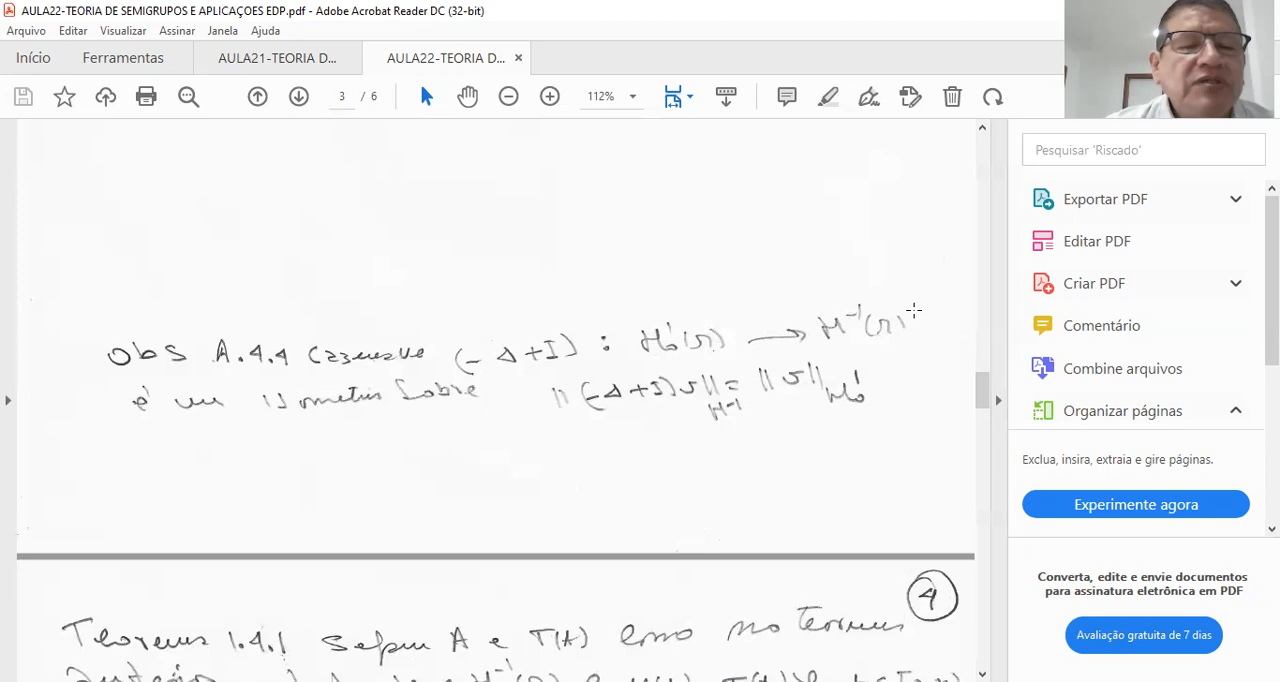 AULA22-TEORIA DE SEMIGRUPOS E APLICAÇOES EDP.pdf - Adobe Acrobat Reader DC (32-bit)
Arquivo Editar Visualizar Assinar Janela Ajuda
Início Ferramentas AULA21-TEORIA D... AULA22-TEORIA D... ×
3 / 6 112%
Pesquisar 'Riscado'
Exportar PDF
Editar PDF
Criar PDF
Comentário
Combine arquivos
Organizar páginas
Exclua, insira, extraia e gire páginas.
Experimente agora
Converta, edite e envie documentos
para assinatura eletrônica em PDF
Avaliação gratuita de 7 dias
Obs A.4.4 Cazenave (-Δ+I) : H₀¹(Ω) → H⁻¹(Ω)
é um isometria sobre ||(-Δ+I)v||_H⁻¹ = ||v||_H₀¹
4
Teorema 1.4.1 Sejam A e T(t) como no teorema